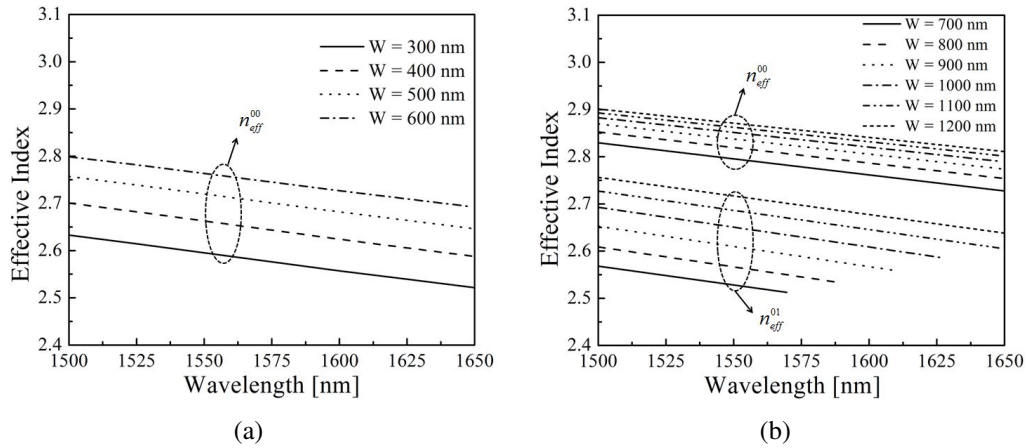 3.1
3.0
2.9
2.8
2.7
2.6
2.5
2.4
Effective Index
W = 300 nm
W = 400 nm
W = 500 nm
W = 600 nm
n_eff^00
1500 1525 1550 1575 1600 1625 1650
Wavelength [nm]
(a)
3.1
3.0
2.9
2.8
2.7
2.6
2.5
2.4
Effective Index
W = 700 nm
W = 800 nm
W = 900 nm
W = 1000 nm
W = 1100 nm
W = 1200 nm
n_eff^00
n_eff^01
1500 1525 1550 1575 1600 1625 1650
Wavelength [nm]
(b)